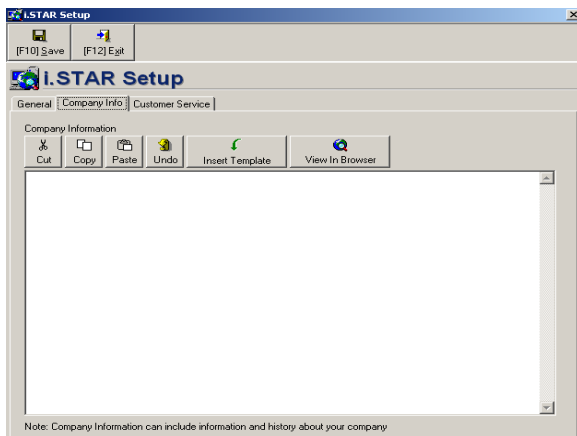 i.STAR Setup
[F10] Save [F12] Exit
i.STAR Setup
General Company Info Customer Service
Company Information
Cut Copy Paste Undo Insert Template View In Browser
Note: Company Information can include information and history about your company